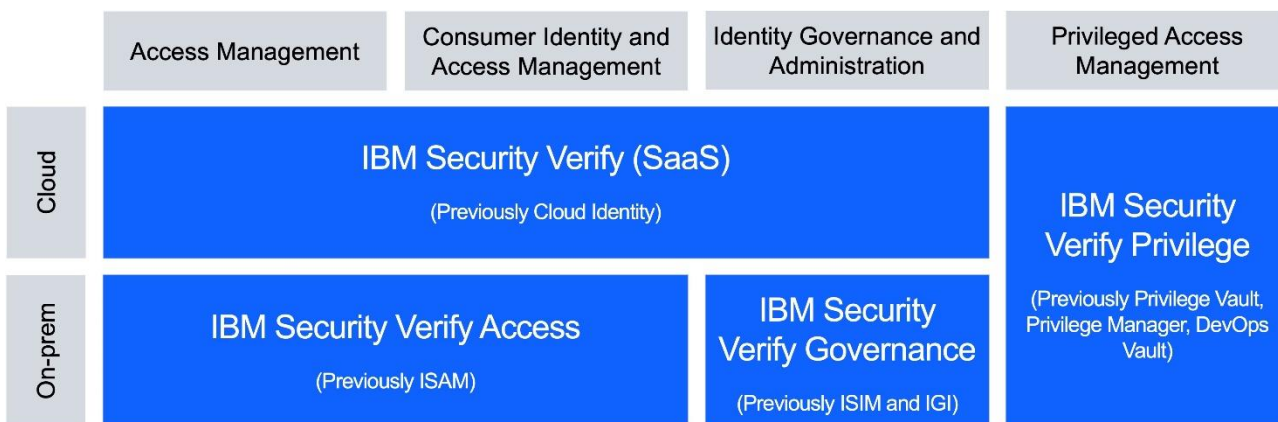 Access Management
Consumer Identity and
Access Management
Identity Governance and
Administration
Privileged Access
Management
Cloud
IBM Security Verify (SaaS)
(Previously Cloud Identity)
IBM Security
Verify Privilege
(Previously Privilege Vault,
Privilege Manager, DevOps
Vault)
On-prem
IBM Security Verify Access
(Previously ISAM)
IBM Security
Verify Governance
(Previously ISIM and IGI)